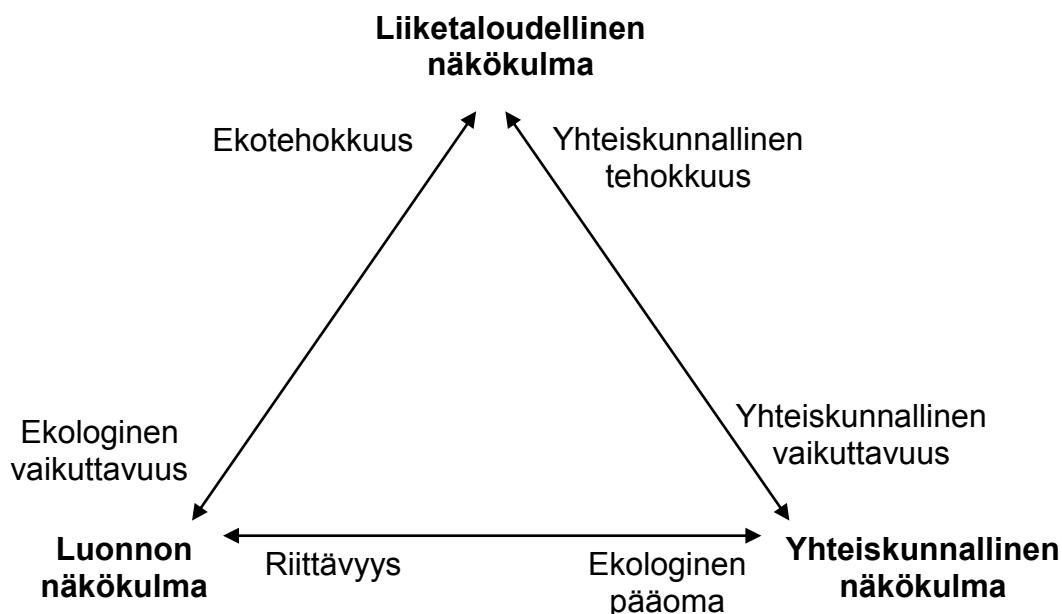 Liiketaloudellinen
näkökulma
Ekotehokkuus
Yhteiskunnallinen
tehokkuus
Ekologinen
vaikuttavuus
Yhteiskunnallinen
vaikuttavuus
Luonnon
näkökulma
Riittävyys
Ekologinen
pääoma
Yhteiskunnallinen
näkökulma